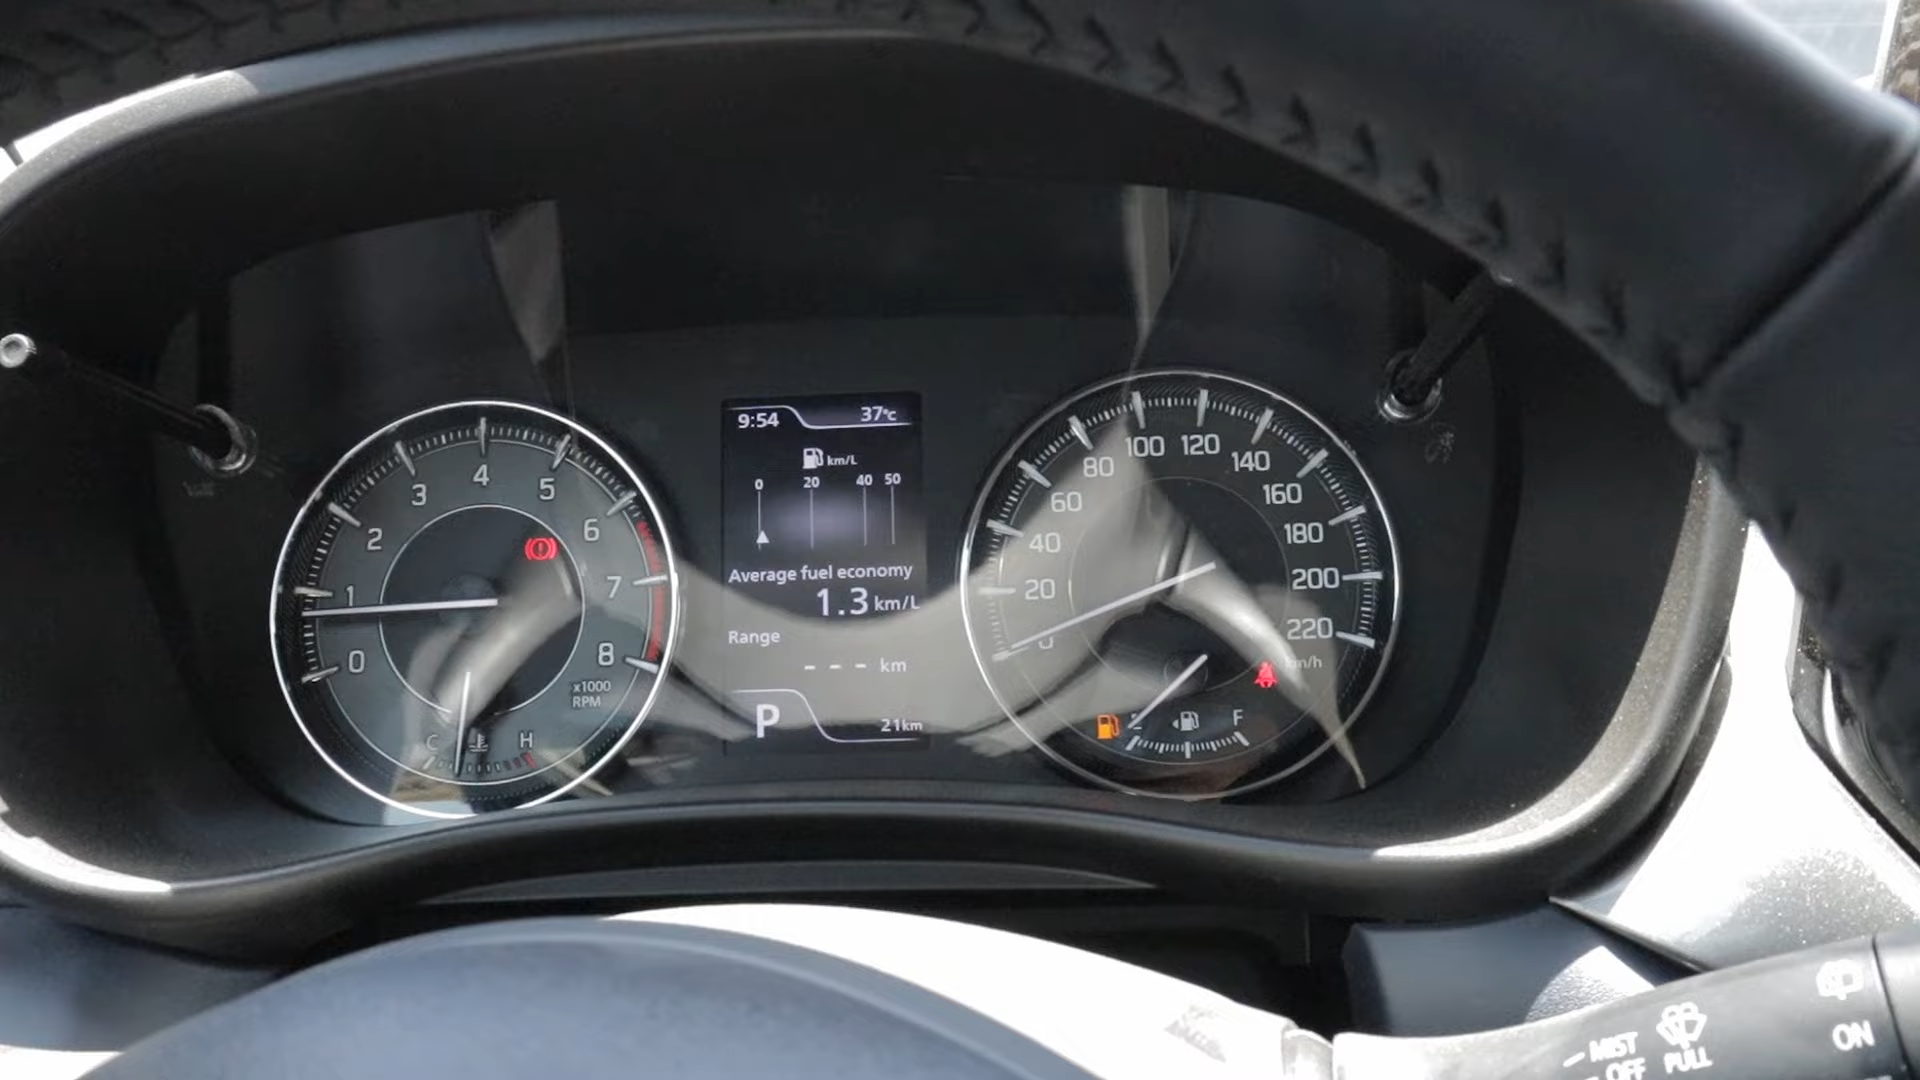 9:54 37°c
km/L
0 20 40 50
Average fuel economy
1.3 km/L
Range
- - - km
P 21km
0 1 2 3 4 5 6 7 8
x1000
RPM
C H
0 20 40 60 80 100 120 140 160 180 200 220
km/h
E F
MIST
OFF
PULL
ON